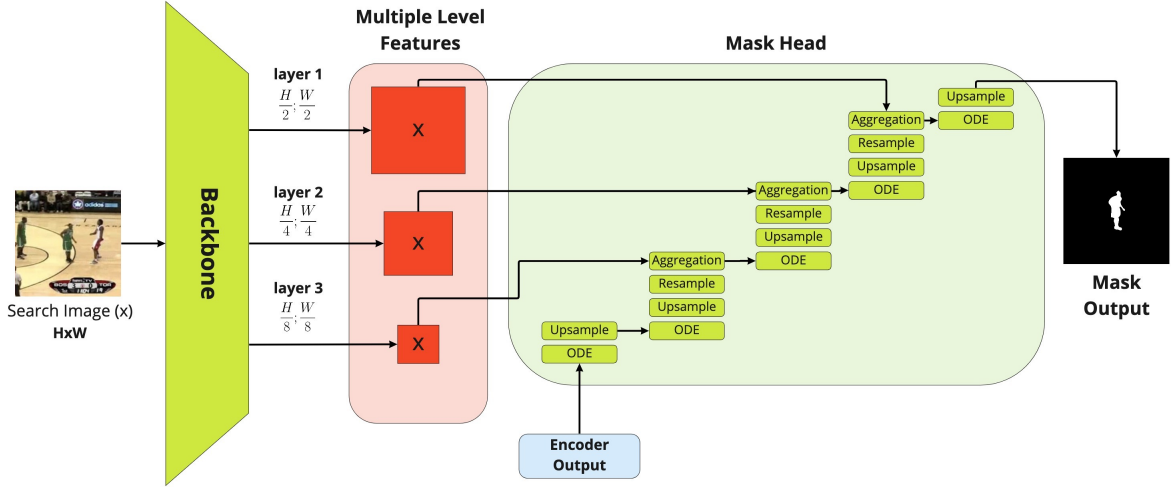 Multiple Level
Features
Mask Head
layer 1
H/2; W/2
X
layer 2
H/4; W/4
X
layer 3
H/8; W/8
X
Backbone
Search Image (x)
HxW
adidas
Upsample
Aggregation
ODE
Resample
Upsample
Aggregation
ODE
Resample
Upsample
Aggregation
ODE
Resample
Upsample
Upsample
ODE
ODE
Encoder
Output
Mask
Output